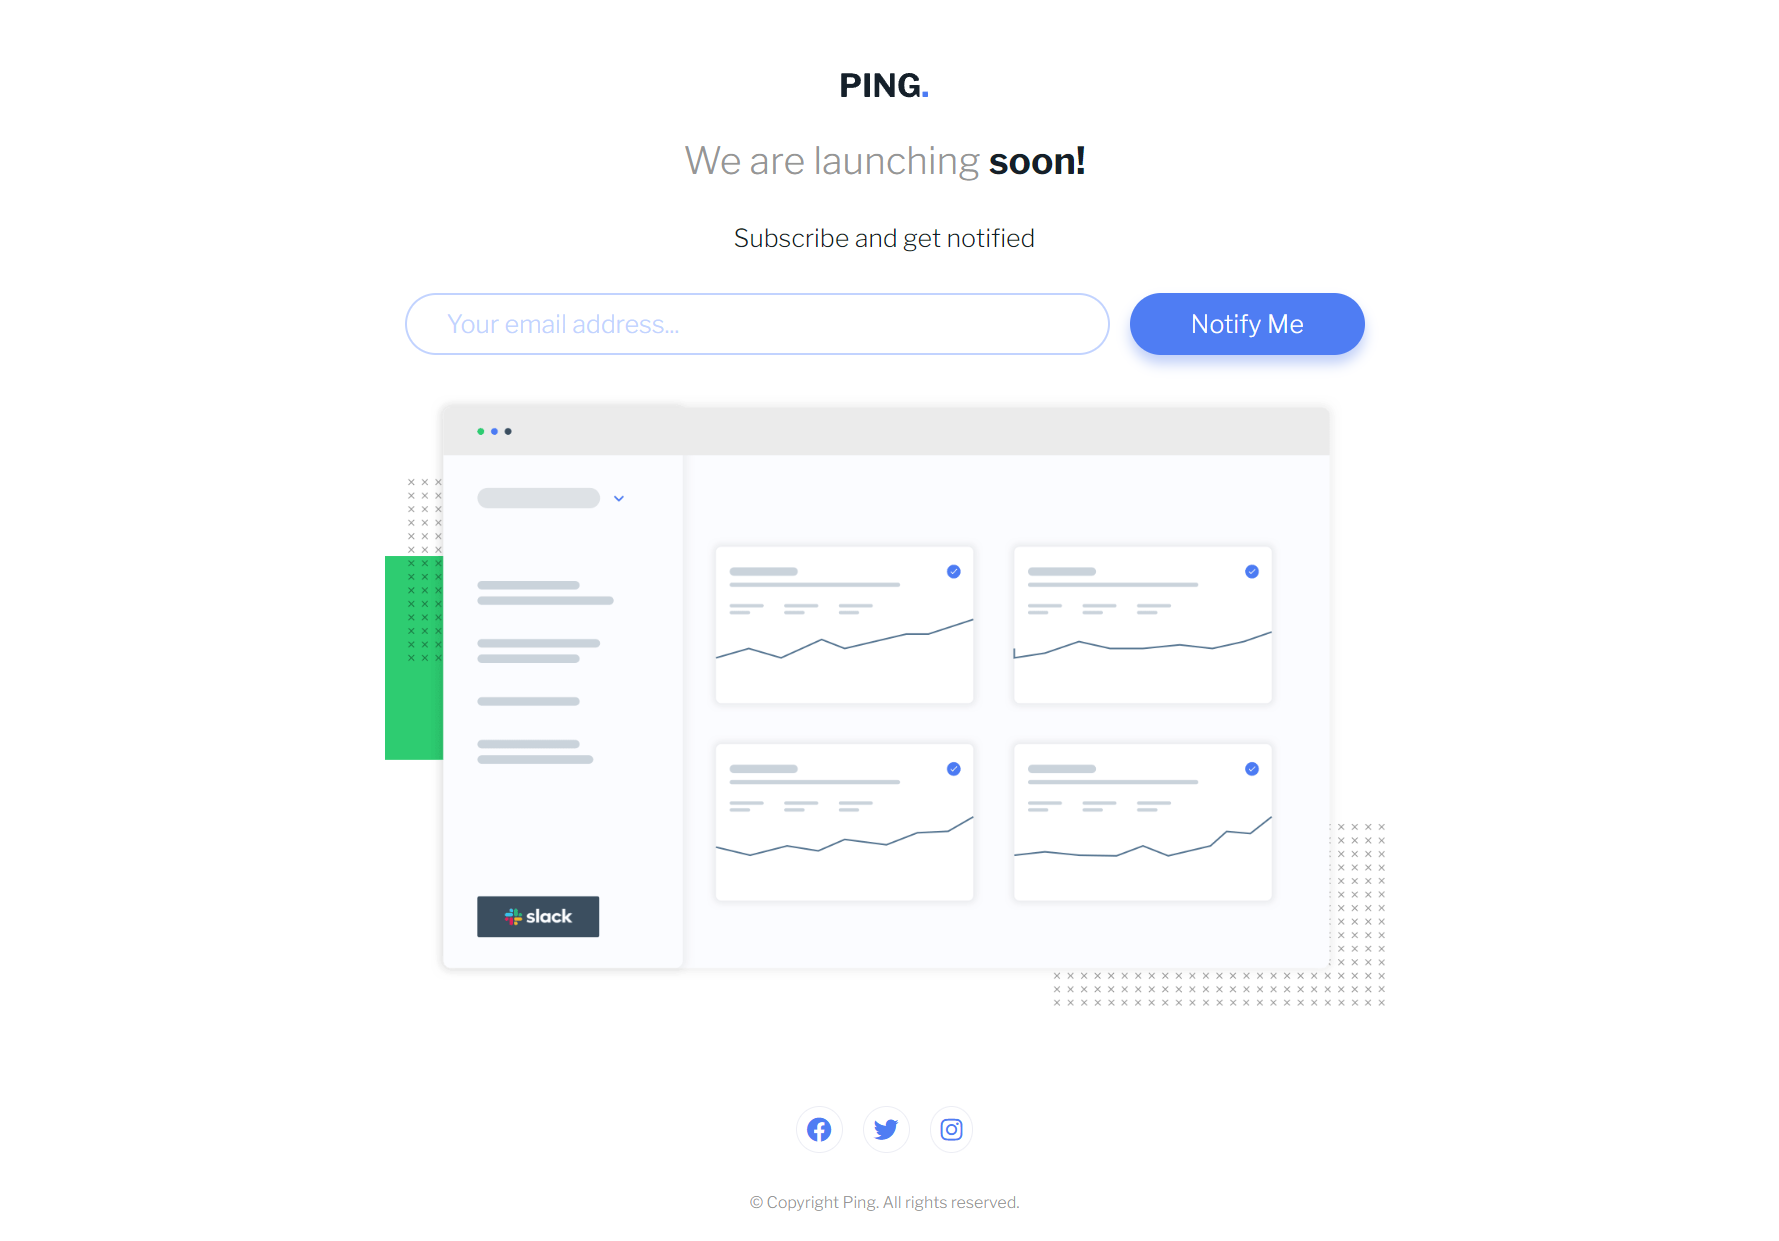 PING.
We are launching soon!
Subscribe and get notified
Your email address...
Notify Me
slack
© Copyright Ping. All rights reserved.